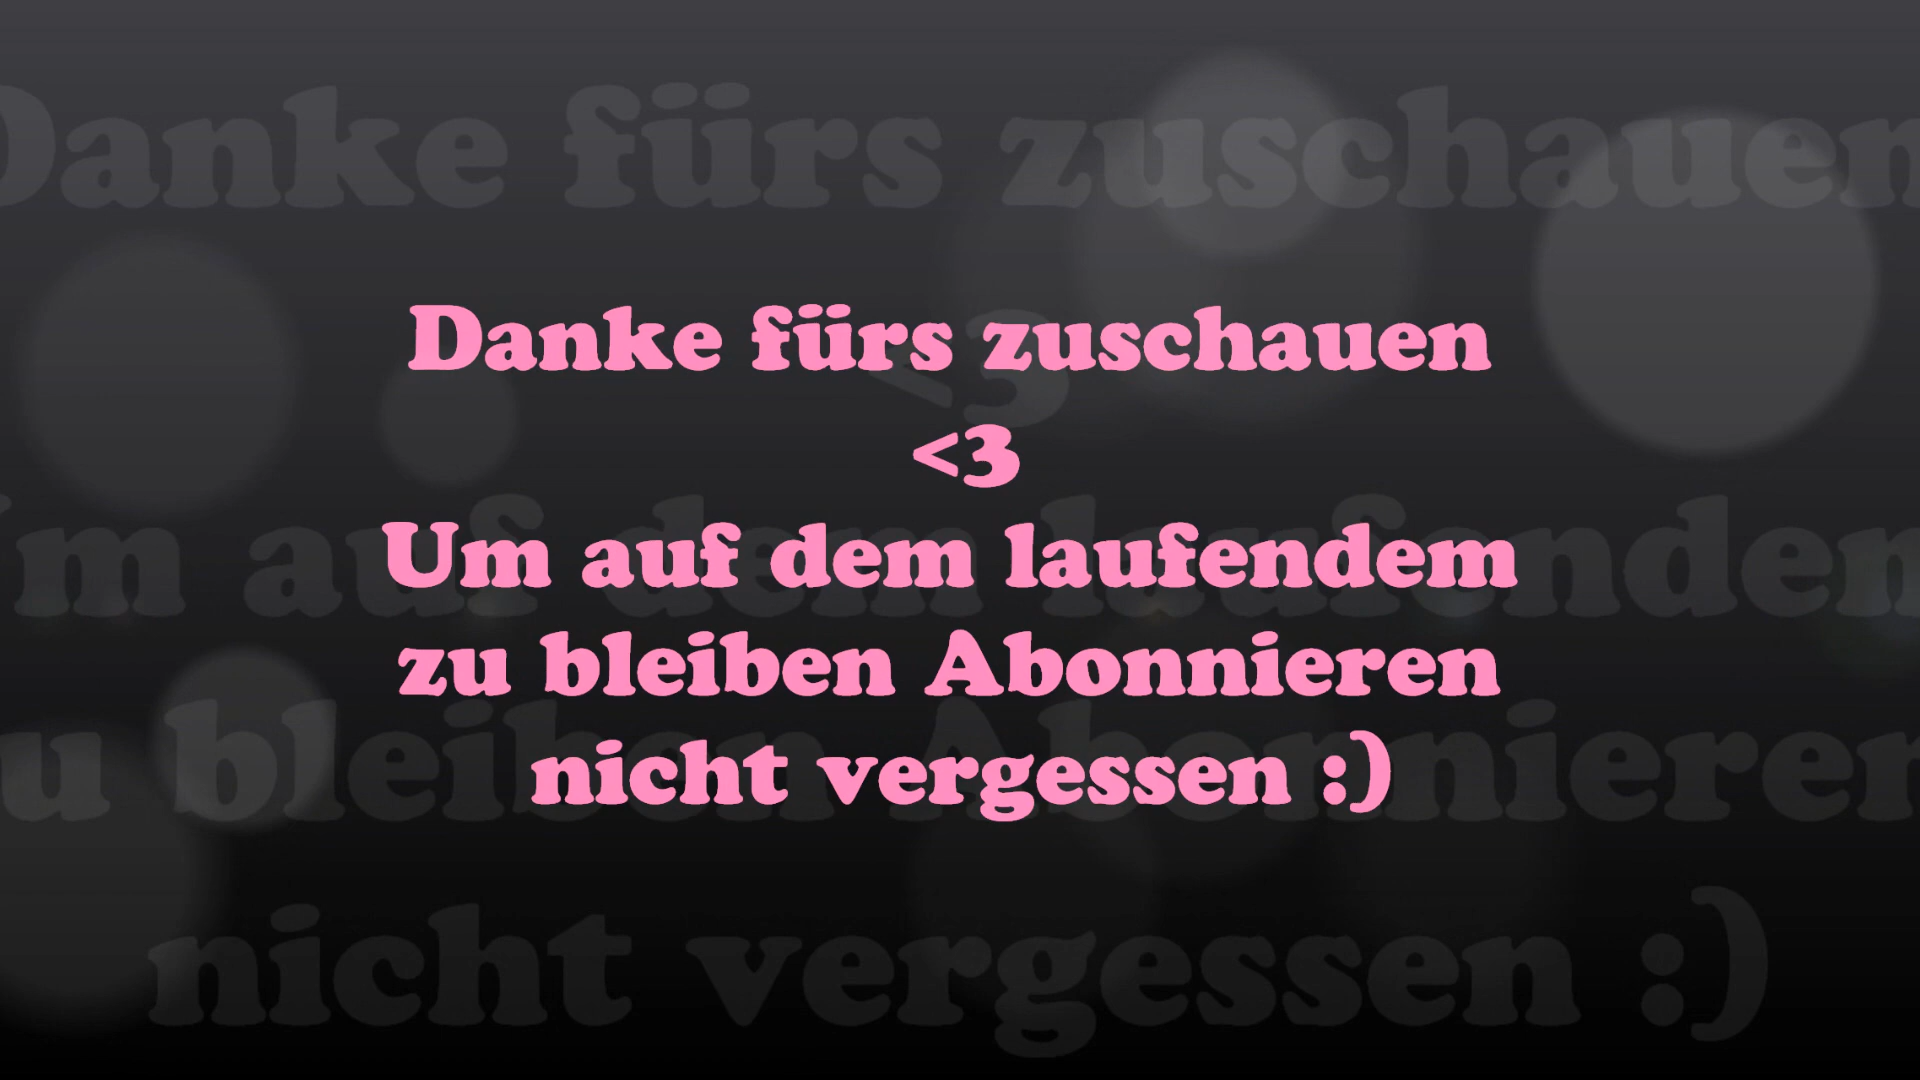 Danke fürs zuschauen
<3
Um auf dem laufendem
zu bleiben Abonnieren
nicht vergessen :)